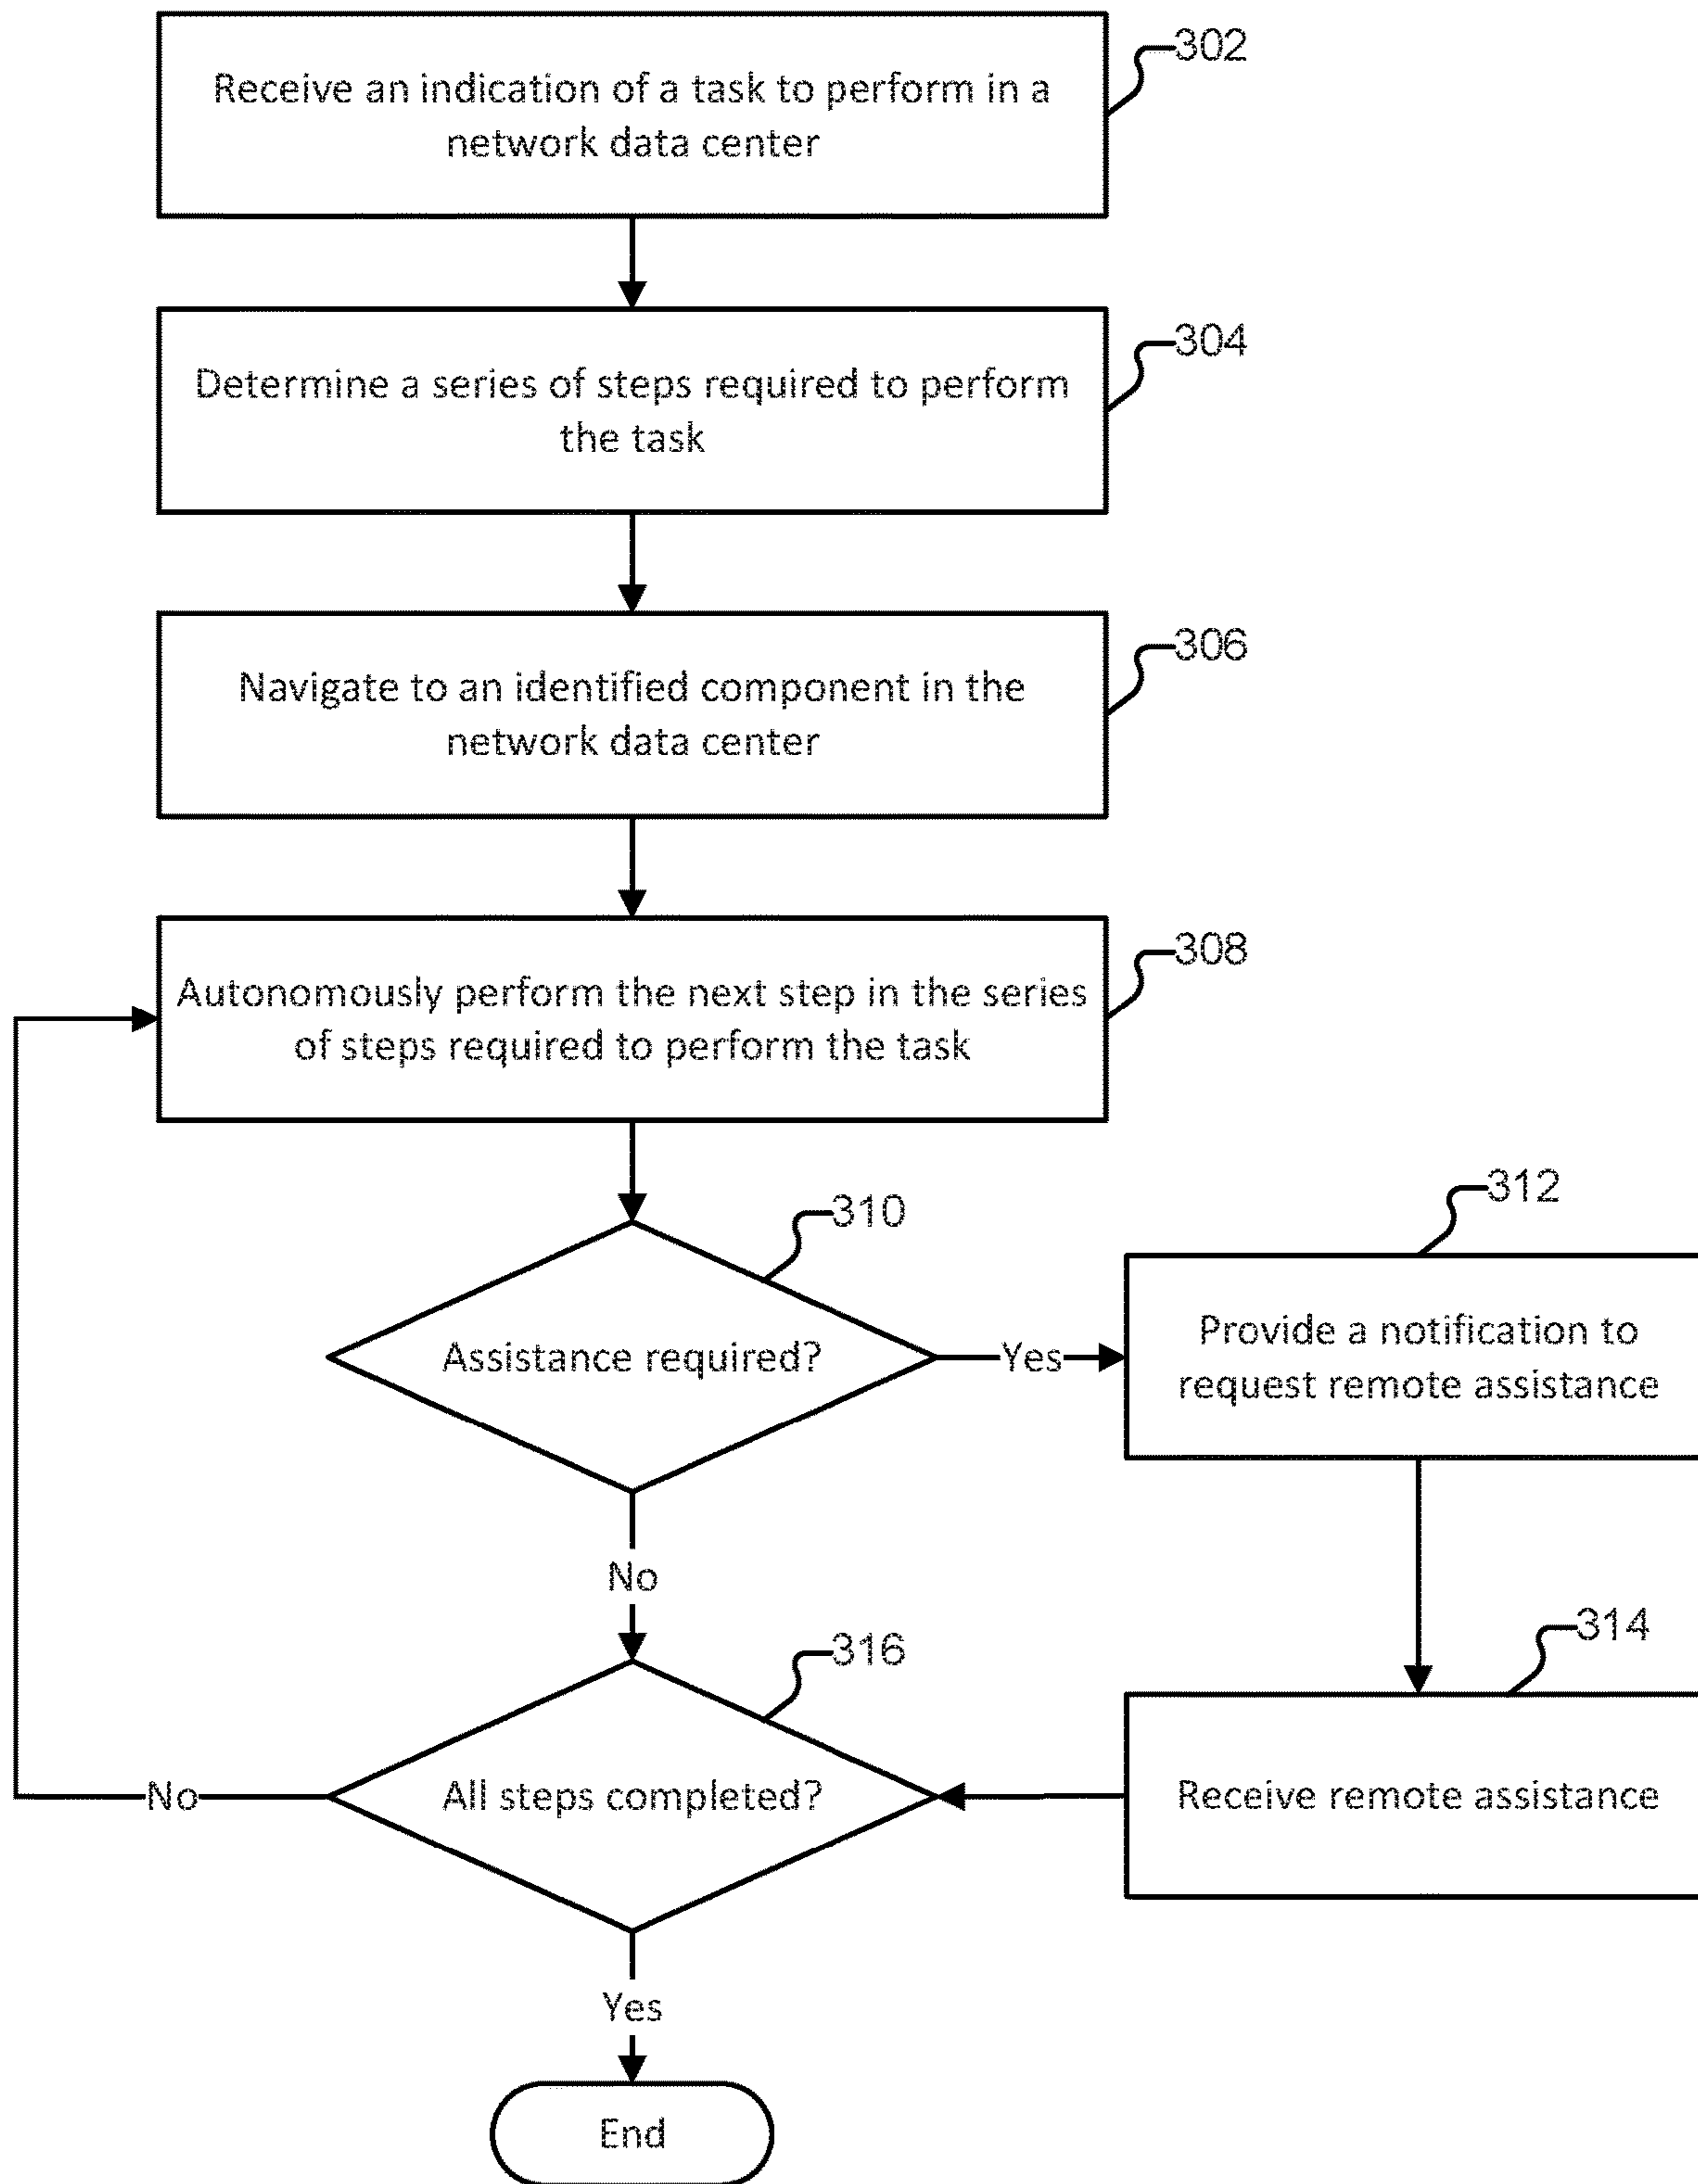 302
Receive an indication of a task to perform in a
network data center
304
Determine a series of steps required to perform
the task
306
Navigate to an identified component in the
network data center
308
Autonomously perform the next step in the series
of steps required to perform the task
310
Assistance required?
Yes
312
Provide a notification to
request remote assistance
No
314
Receive remote assistance
316
All steps completed?
No
Yes
End